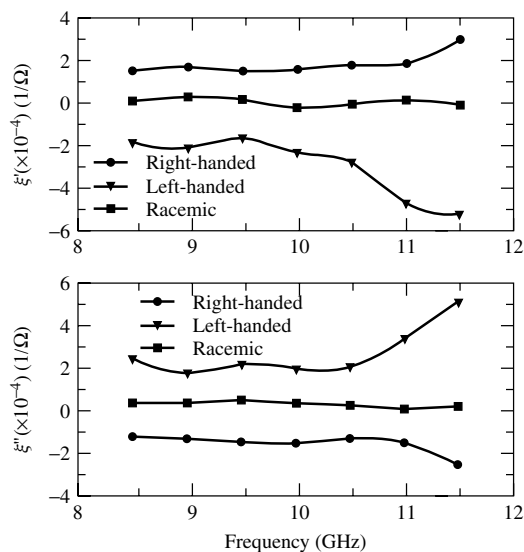 4
2
0
−2
−4
−6
ξ′(×10⁻⁴) (1/Ω)
Right-handed
Left-handed
Racemic
8
9
10
11
12
6
4
2
0
−2
−4
ξ″(×10⁻⁴) (1/Ω)
Right-handed
Left-handed
Racemic
8
9
10
11
12
Frequency (GHz)